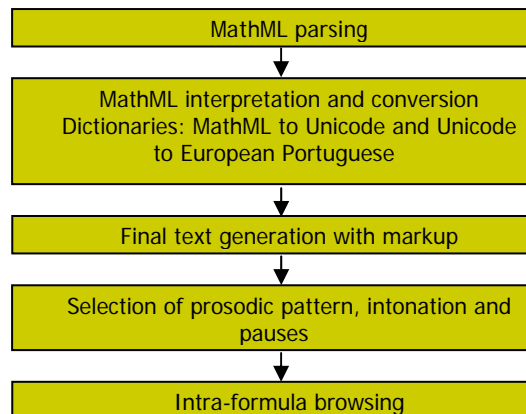 MathML parsing
MathML interpretation and conversion
Dictionaries: MathML to Unicode and Unicode
to European Portuguese
Final text generation with markup
Selection of prosodic pattern, intonation and
pauses
Intra-formula browsing